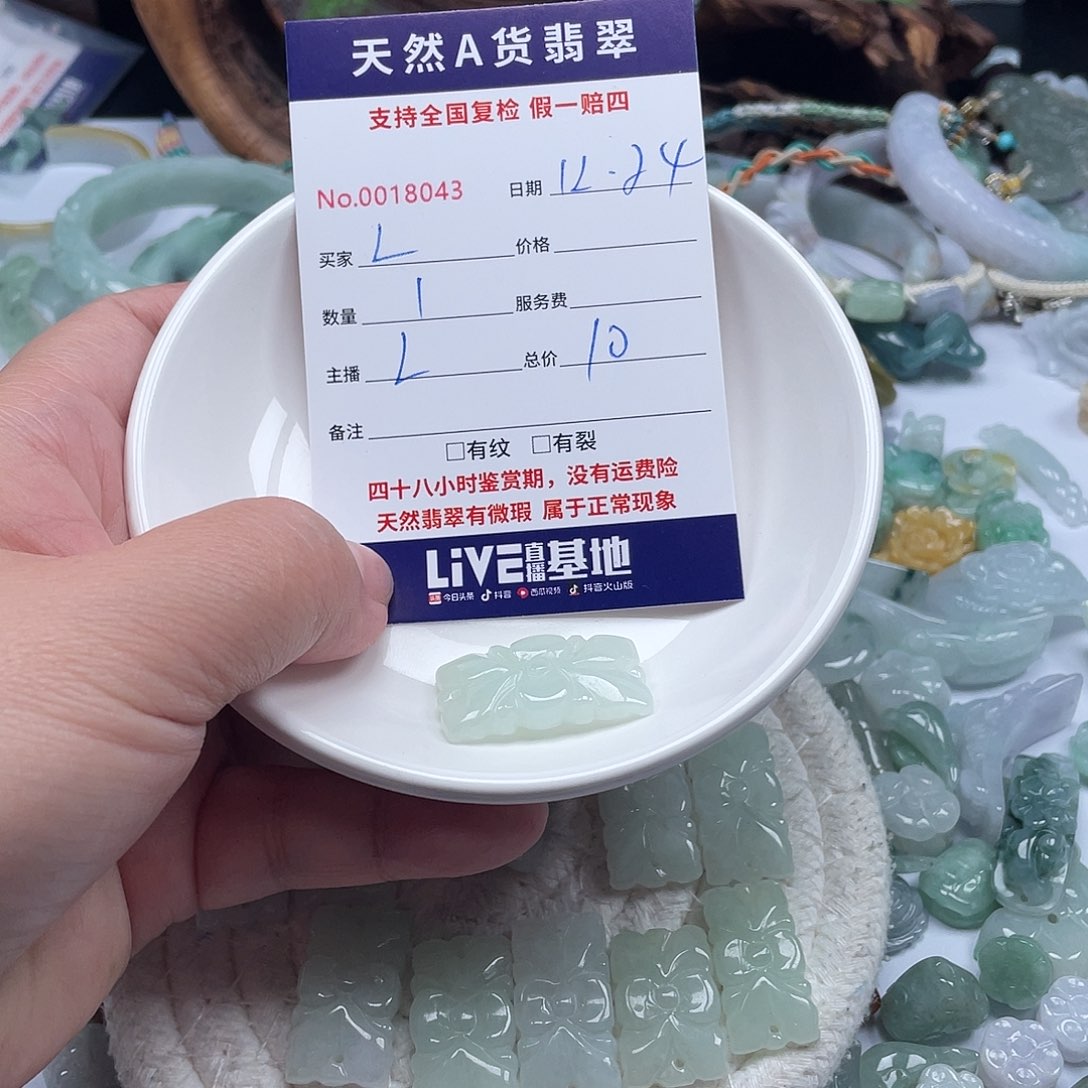 天然A货翡翠
支持全国复检 假一赔四
No.0018043 日期 12.24
买家 L 价格
数量 1 服务费
主播 L 总价 10
备注
□有纹 □有裂
四十八小时鉴赏期，没有运费险
天然翡翠有微瑕 属于正常现象
LiVE直播基地
头条 今日头条 抖音 西瓜视频 抖音火山版